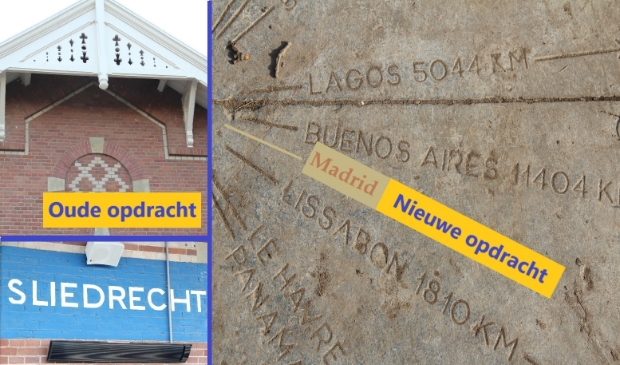 Oude opdracht
SLIEDRECHT
LAGOS 5044 KM
BUENOS AIRES 11404 KM
Madrid
Nieuwe opdracht
LISSABON 1810 KM
LE HAVRE
PANAMA